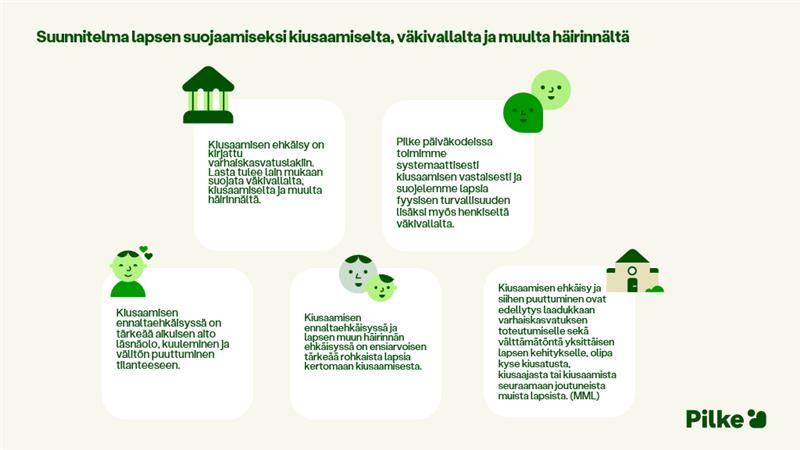 Suunnitelma lapsen suojaamiseksi kiusaamiselta, väkivallalta ja muulta häirinnältä
Kiusaamisen ehkäisy on
kirjattu
varhaiskasvatuslakiin.
Lasta tulee lain mukaan
suojata väkivallalta,
kiusaamiselta ja muulta
häirinnältä.
Pilke päiväkodeissa
toimimme
systemaattisesti
kiusaamisen vastaisesti ja
suojelemme lapsia
fyysisen turvallisuuden
lisäksi myös henkiseltä
väkivallalta.
Kiusaamisen
ennaltaehkäisyssä on
tärkeää aikuisen aito
läsnäolo, kuuleminen ja
välitön puuttuminen
tilanteeseen.
Kiusaamisen
ennaltaehkäisyssä ja
lapsen muun häirinnän
ehkäisyssä on ensiarvoisen
tärkeää rohkaista lapsia
kertomaan kiusaamisesta.
Kiusaamisen ehkäisy ja
siihen puuttuminen ovat
edellytys laadukkaan
varhaiskasvatuksen
toteutumiselle sekä
välttämätöntä yksittäisen
lapsen kehitykselle, olipa
kyse kiusatusta,
kiusaajasta tai kiusaamista
seuraamaan joutuneista
muista lapsista. (MML)
Pilke